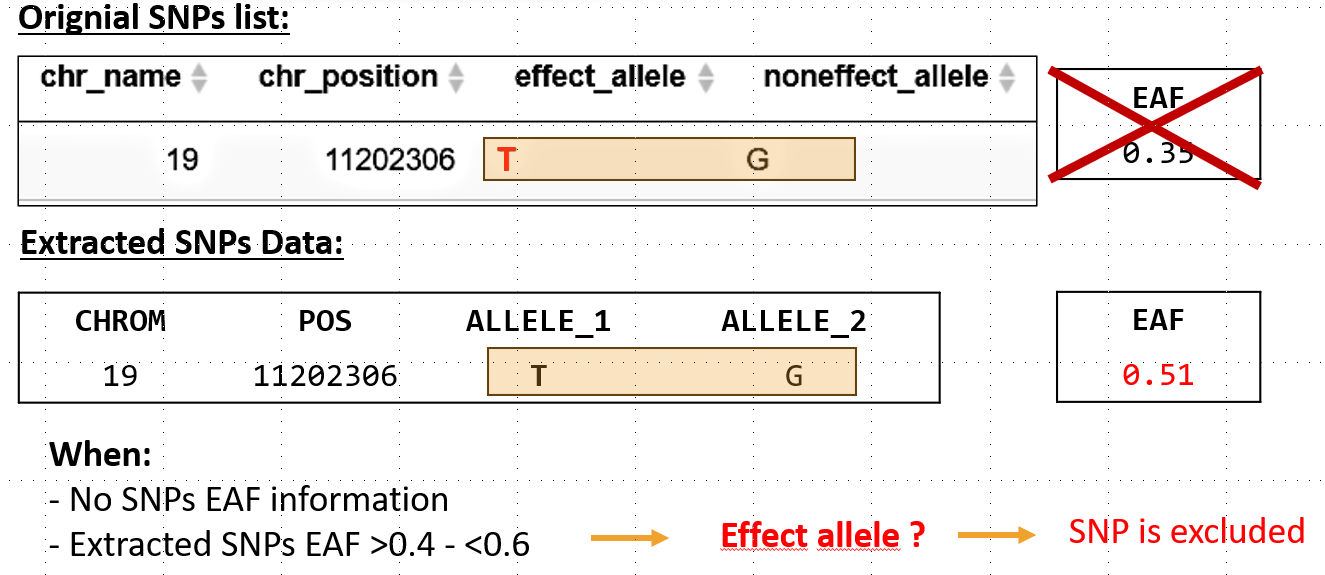 Orignial SNPs list:
chr_name chr_position effect_allele noneffect_allele
EAF
19 11202306 T G
0.35
Extracted SNPs Data:
CHROM POS ALLELE_1 ALLELE_2
EAF
19 11202306 T G
0.51
When:
- No SNPs EAF information
- Extracted SNPs EAF >0.4 - <0.6
Effect allele ?
SNP is excluded